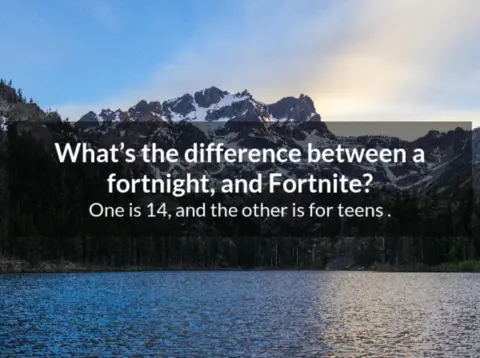 What’s the difference between a
fortnight, and Fortnite?
One is 14, and the other is for teens .